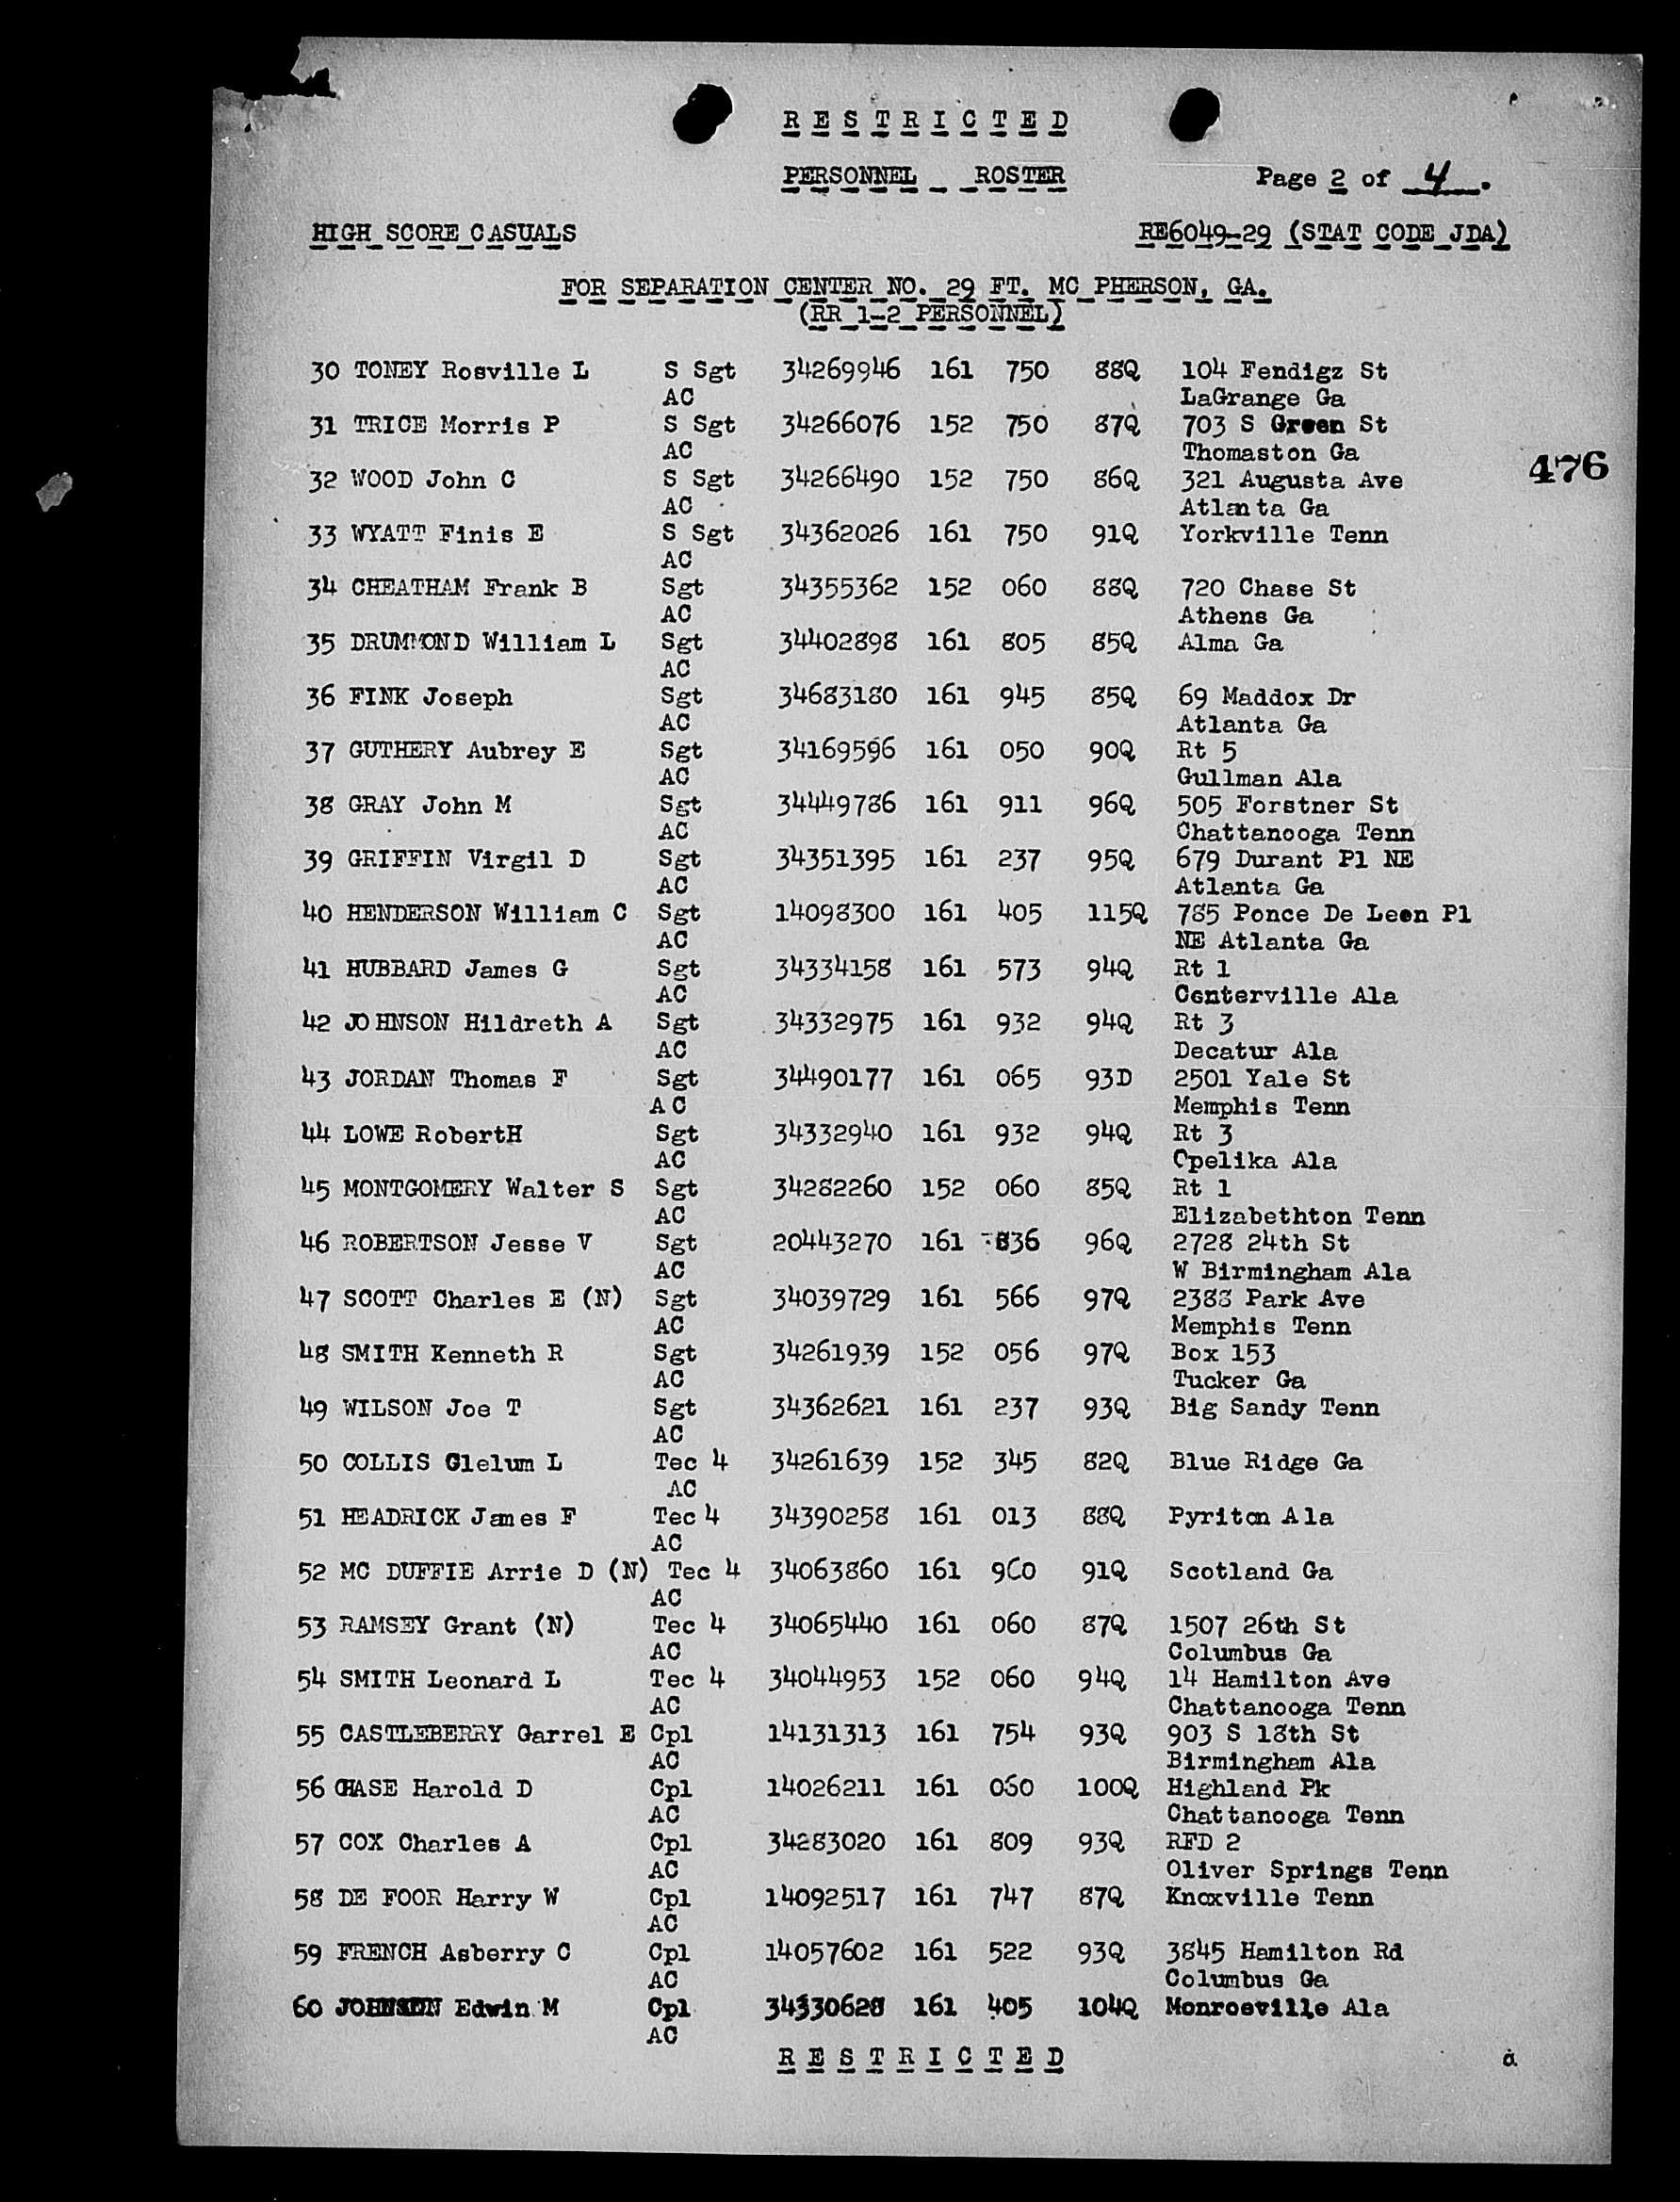 R E S T R I C T E D
PERSONNEL ROSTER Page 2 of 4.
HIGH SCORE CASUALS RE6049-29 (STAT CODE JDA)
FOR SEPARATION CENTER NO. 29 FT. MC PHERSON, GA.
(RR 1-2 PERSONNEL)
30 TONEY Rosville L S Sgt 34269946 161 750 88Q 104 Fendigz St
AC LaGrange Ga
31 TRICE Morris P S Sgt 34266076 152 750 87Q 703 S Green St
AC Thomaston Ga
476
32 WOOD John C S Sgt 34266490 152 750 86Q 321 Augusta Ave
AC Atlanta Ga
33 WYATT Finis E S Sgt 34362026 161 750 91Q Yorkville Tenn
AC
34 CHEATHAM Frank B Sgt 34355362 152 060 88Q 720 Chase St
AC Athens Ga
35 DRUMMOND William L Sgt 34402898 161 805 85Q Alma Ga
AC
36 FINK Joseph Sgt 34683180 161 945 85Q 69 Maddox Dr
AC Atlanta Ga
37 GUTHERY Aubrey E Sgt 34169596 161 050 90Q Rt 5
AC Gullman Ala
38 GRAY John M Sgt 34449786 161 911 96Q 505 Forstner St
AC Chattanooga Tenn
39 GRIFFIN Virgil D Sgt 34351395 161 237 95Q 679 Durant Pl NE
AC Atlanta Ga
40 HENDERSON William C Sgt 14098300 161 405 115Q 785 Ponce De Leon Pl
AC NE Atlanta Ga
41 HUBBARD James G Sgt 34334158 161 573 94Q Rt 1
AC Centerville Ala
42 JOHNSON Hildreth A Sgt 34332975 161 932 94Q Rt 3
AC Decatur Ala
43 JORDAN Thomas F Sgt 34490177 161 065 93D 2501 Yale St
A C Memphis Tenn
44 LOWE RobertH Sgt 34332940 161 932 94Q Rt 3
AC Opelika Ala
45 MONTGOMERY Walter S Sgt 34282260 152 060 85Q Rt 1
AC Elizabethton Tenn
46 ROBERTSON Jesse V Sgt 20443270 161 836 96Q 2728 24th St
AC W Birmingham Ala
47 SCOTT Charles E (N) Sgt 34039729 161 566 97Q 2388 Park Ave
AC Memphis Tenn
48 SMITH Kenneth R Sgt 34261939 152 056 97Q Box 153
AC Tucker Ga
49 WILSON Joe T Sgt 34362621 161 237 93Q Big Sandy Tenn
AC
50 COLLIS Glelum L Tec 4 34261639 152 345 82Q Blue Ridge Ga
AC
51 HEADRICK James F Tec 4 34390258 161 013 88Q Pyriton Ala
AC
52 MC DUFFIE Arrie D (N) Tec 4 34063860 161 960 91Q Scotland Ga
AC
53 RAMSEY Grant (N) Tec 4 34065440 161 060 87Q 1507 26th St
AC Columbus Ga
54 SMITH Leonard L Tec 4 34044953 152 060 94Q 14 Hamilton Ave
AC Chattanooga Tenn
55 CASTLEBERRY Garrel E Cpl 14131313 161 754 93Q 903 S 18th St
AC Birmingham Ala
56 CHASE Harold D Cpl 14026211 161 060 100Q Highland Pk
AC Chattanooga Tenn
57 COX Charles A Cpl 34283020 161 809 93Q RFD 2
AC Oliver Springs Tenn
58 DE FOOR Harry W Cpl 14092517 161 747 87Q Knoxville Tenn
AC
59 FRENCH Asberry C Cpl 14057602 161 522 93Q 3845 Hamilton Rd
AC Columbus Ga
60 JOHNSON Edwin M Cpl 34330628 161 405 104Q Monroeville Ala
AC
R E S T R I C T E D a